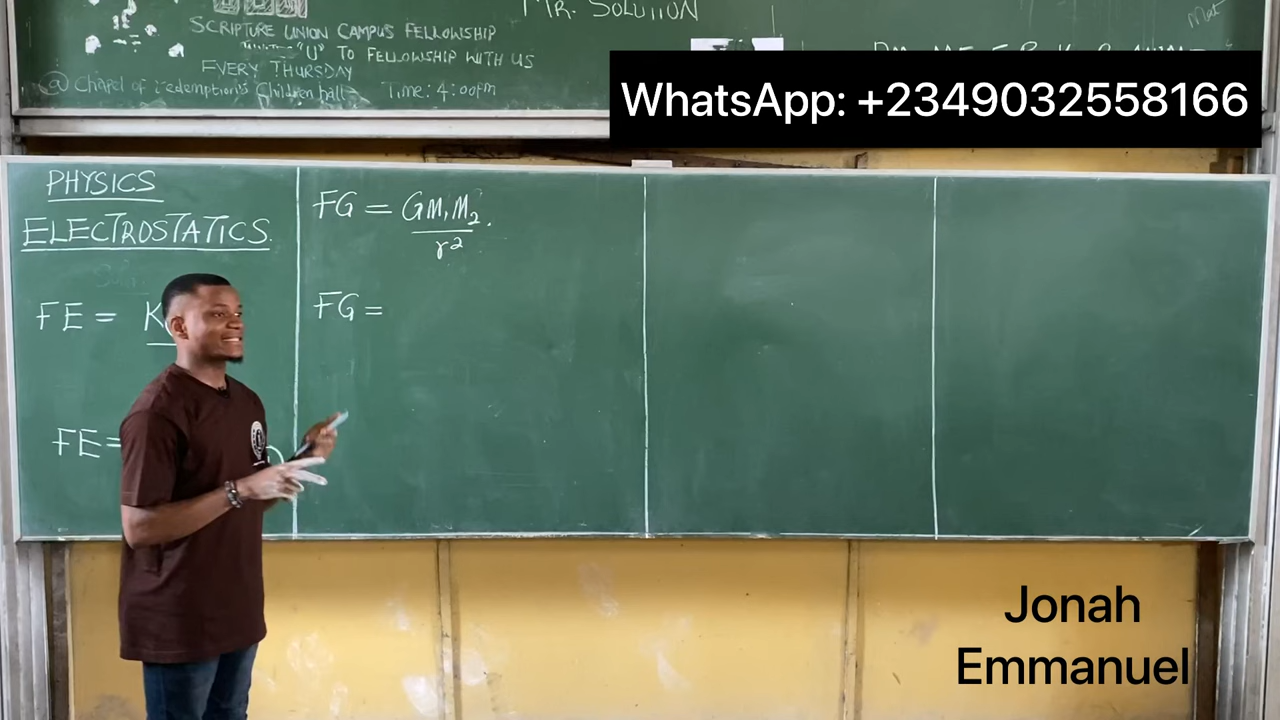 MR. SOLUTION
SCRIPTURE UNION CAMPUS FELLOWSHIP
"U" TO FELLOWSHIP WITH US
EVERY THURSDAY
@ Chapel of Redemption's Children hall Time: 4:00pm
WhatsApp: +2349032558166
PHYSICS
ELECTROSTATICS.
FE = K
FE =
FG = GM₁M₂
r²
FG =
Jonah
Emmanuel